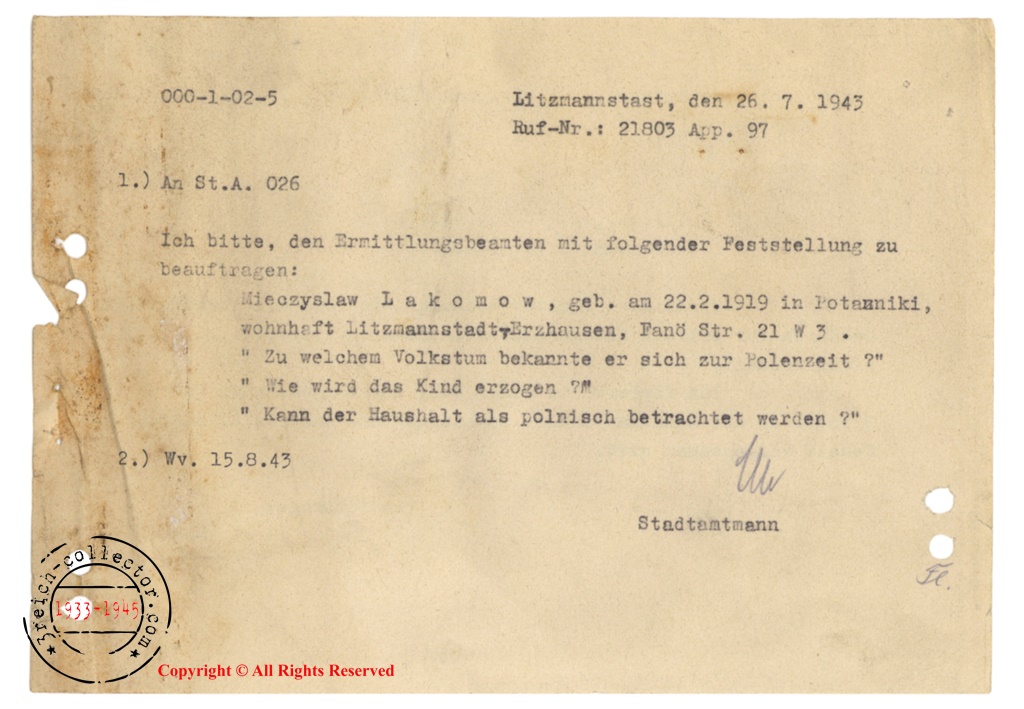 000-1-02-5
Litzmannstast, den 26. 7. 1943
Ruf-Nr.: 21803 App. 97
1.) An St.A. 026
Ich bitte, den Ermittlungsbeamten mit folgender Feststellung zu
beauftragen:
Mieczyslaw L a k o m o w , geb. am 22.2.1919 in Potazniki,
wohnhaft Litzmannstadt-Erzhausen, Fanö Str. 21 W 3 .
" Zu welchem Volkstum bekannte er sich zur Polenzeit ?"
" Wie wird das Kind erzogen ?"
" Kann der Haushalt als polnisch betrachtet werden ?"
2.) Wv. 15.8.43
Stadtamtmann
3reich-collector.com
1933-1945
Copyright © All Rights Reserved